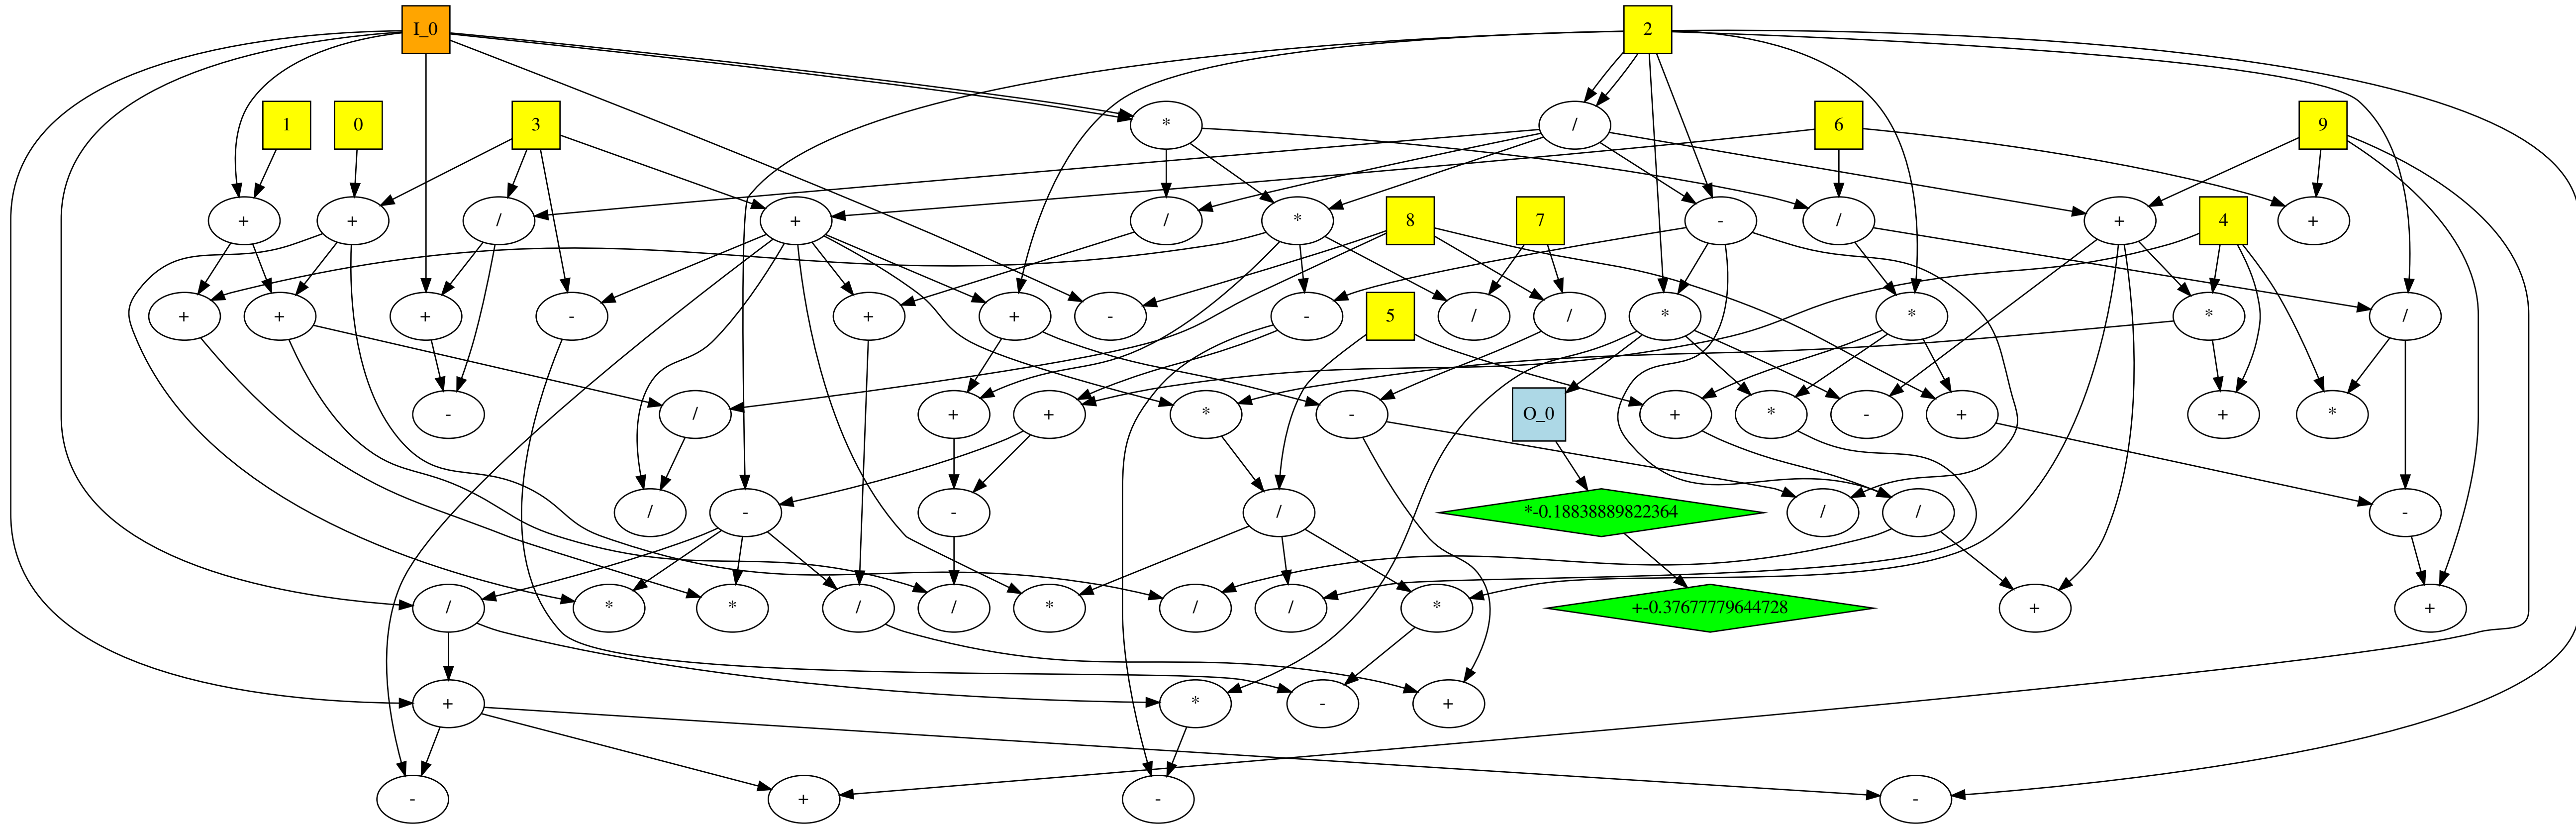 I_0 2
1 0 3 * / 6 9
+ + / + / * 8 7 - / + 4 +
+ + + - + + - - 5 / / * * * /
- / + + * - O_0 + * - + + *
/ - - / *-0.18838889822364 / / -
/ * * / / * / / * +-0.37677779644728 + +
+ * - +
- + - -